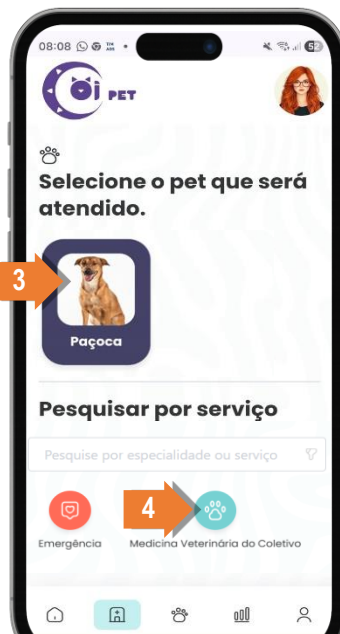 08:08
Oi PET
Selecione o pet que será
atendido.
3
Paçoca
Pesquisar por serviço
Pesquise por especialidade ou serviço
4
Emergência
Medicina Veterinária do Coletivo